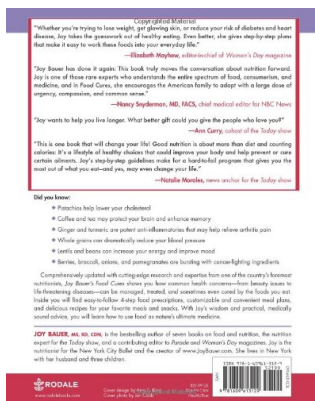 Copyrighted Material
"Whether you're trying to lose weight, get glowing skin, or reduce your risk of diabetes and heart
disease, Joy takes the guesswork out of healthy eating. Even better, she gives step-by-step plans
that make it easy to work these foods into your everyday life."
—Elizabeth Mayhew, editor-in-chief of Woman's Day magazine
"Joy Bauer has done it again: This book truly moves the conversation about nutrition forward.
Joy is one of those rare experts who understands the entire spectrum of food, consumerism, and
medicine, and in Food Cures, she encourages the American family to adopt with a large dose of
urgency, compassion, and common sense."
—Nancy Snyderman, MD, FACS, chief medical editor for NBC News
"Joy wants to help you live longer. What better gift could you give the people who love you?"
—Ann Curry, cohost of the Today show
"This is one book that will change your life! Good nutrition is about more than diet and counting
calories: It's a lifestyle of healthy choices that could improve your body and help prevent or cure
certain ailments. Joy's step-by-step guidelines make for a hard-to-fail program that gives you the
most out of what you eat—and yes, may even change your life."
—Natalie Morales, news anchor for the Today show
Did you know:
• Pistachios help lower your cholesterol
• Coffee and tea may protect your brain and enhance memory
• Ginger and turmeric are potent anti-inflammatories that may help relieve arthritis pain
• Whole grains can dramatically reduce your blood pressure
• Lentils and beans can increase your energy and improve mood
• Berries, broccoli, onions, and pomegranates are bursting with cancer-fighting ingredients
Comprehensively updated with cutting-edge research and expertise from one of the country's foremost
nutritionists, Joy Bauer's Food Cures shows you how common health concerns—from beauty issues to
life-threatening diseases—can be managed, treated, and sometimes even cured by the foods you eat.
Inside you will find easy-to-follow 4-step food prescriptions, customizable and convenient meal plans,
and delicious recipes for your favorite meals and snacks. With Joy's wisdom and practical, medically
sound advice, you will learn how to use food as nature's ultimate medicine.
JOY BAUER, MS, RD, CDN, is the bestselling author of seven books on food and nutrition, the nutrition
expert for the Today show, and a contributing editor to Parade and Woman's Day magazines. Joy is the
nutritionist for the New York City Ballet and the creator of www.JoyBauer.com. She lives in New York
with her husband and three children.
RODALE
www.rodalebooks.com